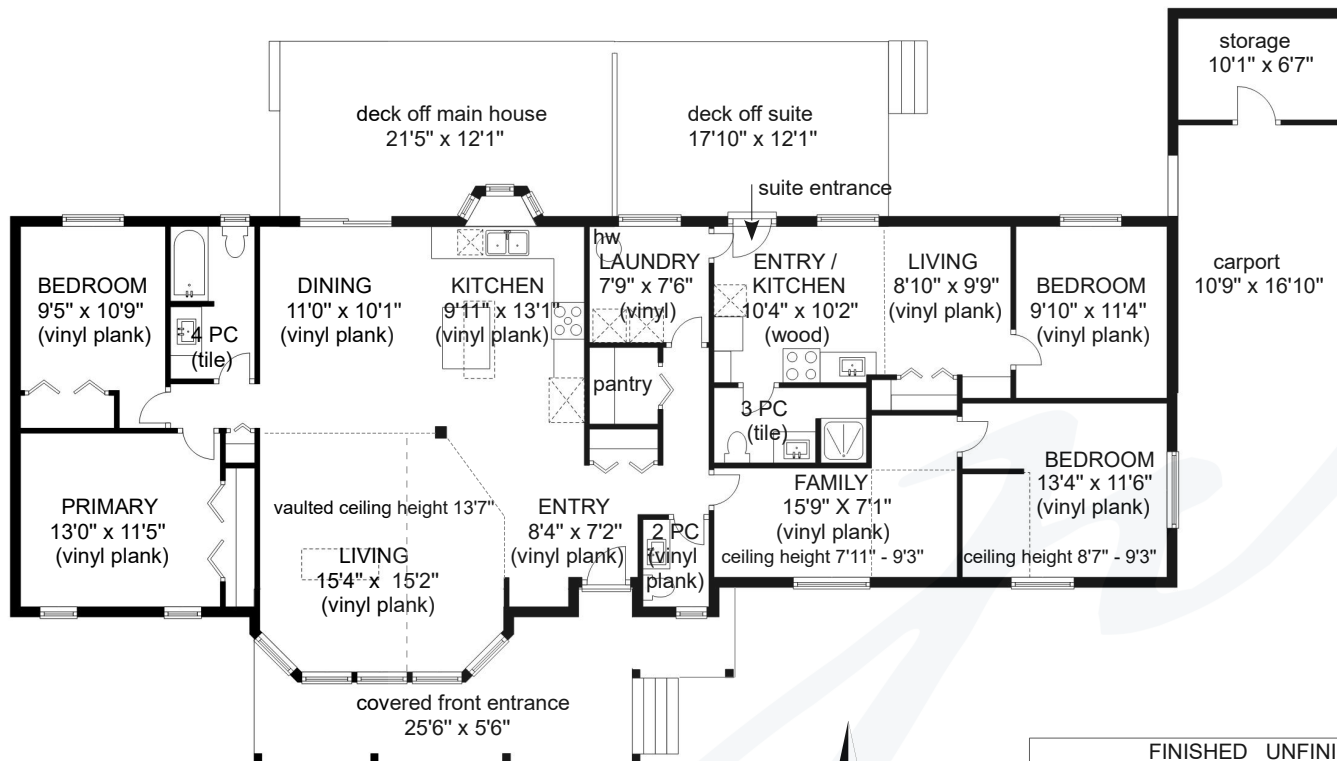 storage
10'1" x 6'7"
deck off main house
21'5" x 12'1"
deck off suite
17'10" x 12'1"
suite entrance
hw
BEDROOM
9'5" x 10'9"
(vinyl plank)
4 PC
(tile)
DINING
11'0" x 10'1"
(vinyl plank)
KITCHEN
9'11" x 13'1"
(vinyl plank)
LAUNDRY
7'9" x 7'6"
(vinyl)
ENTRY /
KITCHEN
10'4" x 10'2"
(wood)
LIVING
8'10" x 9'9"
(vinyl plank)
BEDROOM
9'10" x 11'4"
(vinyl plank)
carport
10'9" x 16'10"
pantry
3 PC
(tile)
PRIMARY
13'0" x 11'5"
(vinyl plank)
vaulted ceiling height 13'7"
LIVING
15'4" x 15'2"
(vinyl plank)
ENTRY
8'4" x 7'2"
(vinyl plank)
2 PC
(vinyl
plank)
FAMILY
15'9" X 7'1"
(vinyl plank)
ceiling height 7'11" - 9'3"
BEDROOM
13'4" x 11'6"
(vinyl plank)
ceiling height 8'7" - 9'3"
covered front entrance
25'6" x 5'6"
FINISHED UNFINI